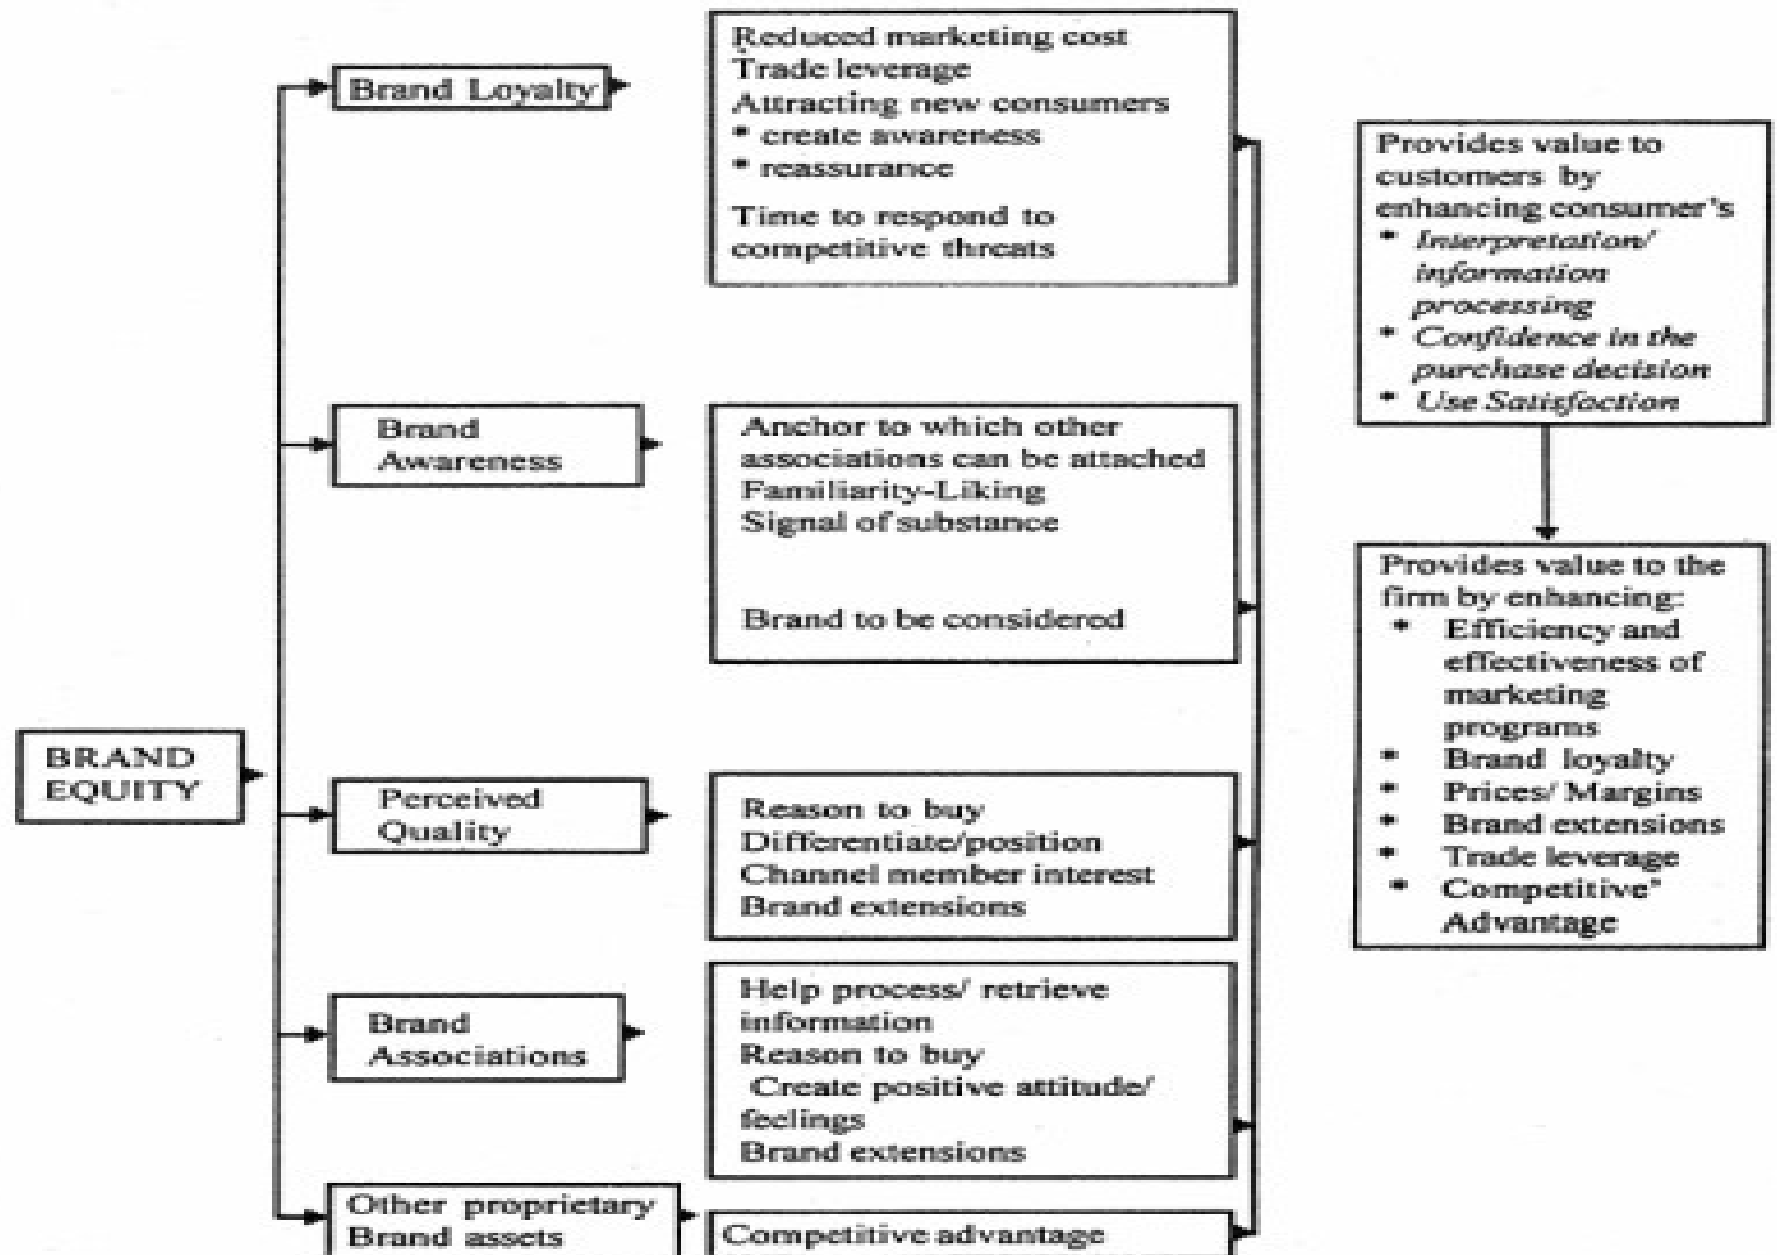 BRAND
EQUITY
Brand Loyalty
Reduced marketing cost
Trade leverage
Attracting new consumers
* create awareness
* reassurance
Time to respond to
competitive threats
Brand
Awareness
Anchor to which other
associations can be attached
Familiarity-Liking
Signal of substance
Brand to be considered
Perceived
Quality
Reason to buy
Differentiate/position
Channel member interest
Brand extensions
Brand
Associations
Help process/ retrieve
information
Reason to buy
Create positive attitude/
feelings
Brand extensions
Other proprietary
Brand assets
Competitive advantage
Provides value to
customers by
enhancing consumer's
* Interpretation/
information
processing
* Confidence in the
purchase decision
* Use Satisfaction
Provides value to the
firm by enhancing:
* Efficiency and
effectiveness of
marketing
programs
* Brand loyalty
* Prices/ Margins
* Brand extensions
* Trade leverage
* Competitive"
Advantage